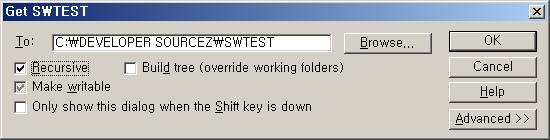 Get S₩TEST
To: C:₩DEVELOPER SOURCEZ₩S₩TEST Browse... OK
Recursive Build tree (override working folders) Cancel
Make writable Help
Only show this dialog when the Shift key is down Advanced >>